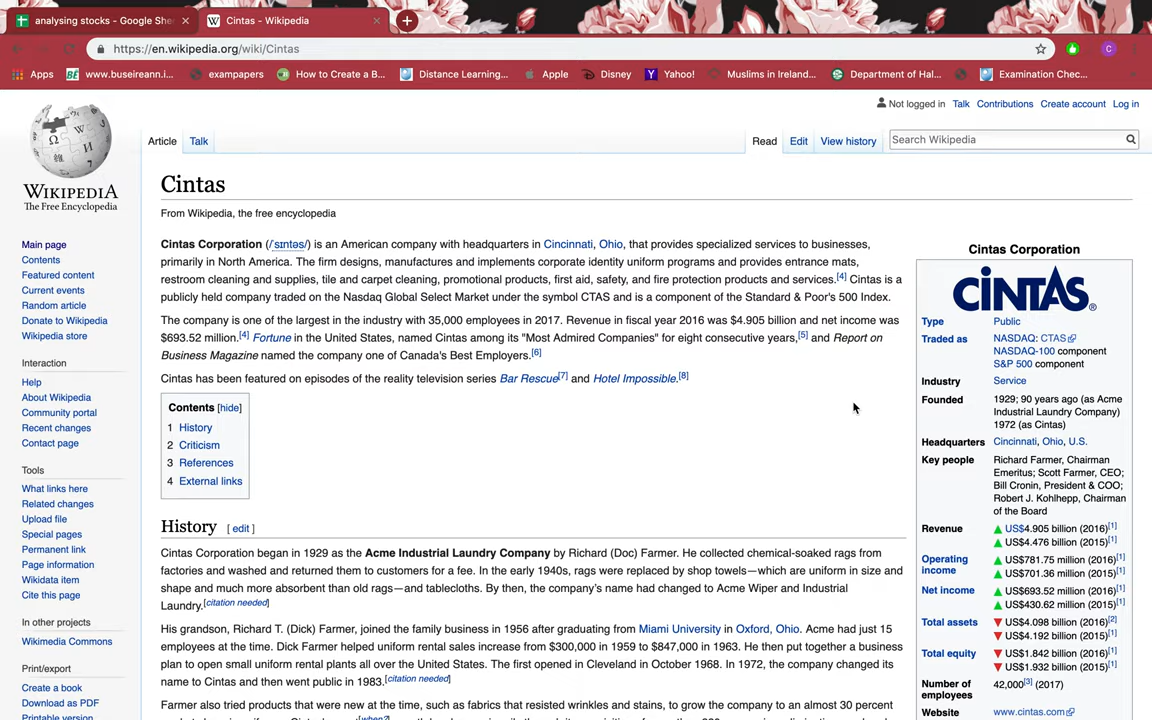 analysing stocks - Google She
Cintas - Wikipedia
https://en.wikipedia.org/wiki/Cintas
Apps
www.buseireann.i...
exampapers
How to Create a B...
Distance Learning...
Apple
Disney
Yahoo!
Muslims in Ireland...
Department of Hal...
Examination Chec...
Not logged in Talk Contributions Create account Log in
Article Talk
Read Edit View history
Search Wikipedia
WIKIPEDIA
The Free Encyclopedia
Main page
Contents
Featured content
Current events
Random article
Donate to Wikipedia
Wikipedia store
Interaction
Help
About Wikipedia
Community portal
Recent changes
Contact page
Tools
What links here
Related changes
Upload file
Special pages
Permanent link
Page information
Wikidata item
Cite this page
In other projects
Wikimedia Commons
Print/export
Create a book
Download as PDF
Printable version
Cintas
From Wikipedia, the free encyclopedia
Cintas Corporation (/ˈsɪntəs/) is an American company with headquarters in Cincinnati, Ohio, that provides specialized services to businesses,
primarily in North America. The firm designs, manufactures and implements corporate identity uniform programs and provides entrance mats,
restroom cleaning and supplies, tile and carpet cleaning, promotional products, first aid, safety, and fire protection products and services.[4] Cintas is a
publicly held company traded on the Nasdaq Global Select Market under the symbol CTAS and is a component of the Standard & Poor's 500 Index.
The company is one of the largest in the industry with 35,000 employees in 2017. Revenue in fiscal year 2016 was $4.905 billion and net income was
$693.52 million.[4] Fortune in the United States, named Cintas among its "Most Admired Companies" for eight consecutive years,[5] and Report on
Business Magazine named the company one of Canada's Best Employers.[6]
Cintas has been featured on episodes of the reality television series Bar Rescue[7] and Hotel Impossible.[8]
Contents [hide]
1 History
2 Criticism
3 References
4 External links
History [ edit ]
Cintas Corporation began in 1929 as the Acme Industrial Laundry Company by Richard (Doc) Farmer. He collected chemical-soaked rags from
factories and washed and returned them to customers for a fee. In the early 1940s, rags were replaced by shop towels—which are uniform in size and
shape and much more absorbent than old rags—and tablecloths. By then, the company's name had changed to Acme Wiper and Industrial
Laundry.[citation needed]
His grandson, Richard T. (Dick) Farmer, joined the family business in 1956 after graduating from Miami University in Oxford, Ohio. Acme had just 15
employees at the time. Dick Farmer helped uniform rental sales increase from $300,000 in 1959 to $847,000 in 1963. He then put together a business
plan to open small uniform rental plants all over the United States. The first opened in Cleveland in October 1968. In 1972, the company changed its
name to Cintas and then went public in 1983.[citation needed]
Farmer also tried products that were new at the time, such as fabrics that resisted wrinkles and stains, to grow the company to an almost 30 percent
Cintas Corporation
CINTAS®
Type Public
Traded as NASDAQ: CTAS
NASDAQ-100 component
S&P 500 component
Industry Service
Founded 1929; 90 years ago (as Acme
Industrial Laundry Company)
1972 (as Cintas)
Headquarters Cincinnati, Ohio, U.S.
Key people Richard Farmer, Chairman
Emeritus; Scott Farmer, CEO;
Bill Cronin, President & COO;
Robert J. Kohlhepp, Chairman
of the Board
Revenue ▲ US$4.905 billion (2016)[1]
▲ US$4.476 billion (2015)[1]
Operating income ▲ US$781.75 million (2016)[1]
▲ US$701.36 million (2015)[1]
Net income ▲ US$693.52 million (2016)[1]
▲ US$430.62 million (2015)[1]
Total assets ▼ US$4.098 billion (2016)[2]
▼ US$4.192 billion (2015)[1]
Total equity ▼ US$1.842 billion (2016)[1]
▼ US$1.932 billion (2015)[1]
Number of employees 42,000[3] (2017)
Website www.cintas.com